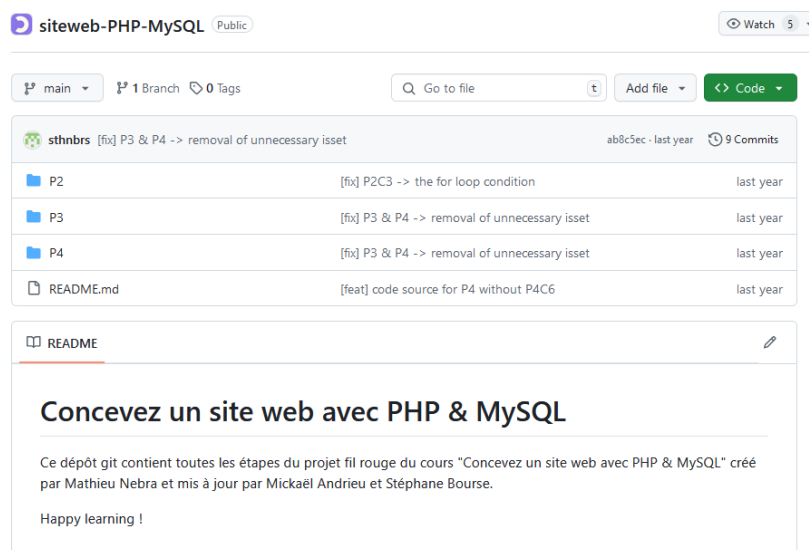 siteweb-PHP-MySQL Public Watch 5
main 1 Branch 0 Tags Go to file t Add file Code
sthnbrs [fix] P3 & P4 -> removal of unnecessary isset ab8c5ec · last year 9 Commits
P2 [fix] P2C3 -> the for loop condition last year
P3 [fix] P3 & P4 -> removal of unnecessary isset last year
P4 [fix] P3 & P4 -> removal of unnecessary isset last year
README.md [feat] code source for P4 without P4C6 last year
README
Concevez un site web avec PHP & MySQL
Ce dépôt git contient toutes les étapes du projet fil rouge du cours "Concevez un site web avec PHP & MySQL" créé
par Mathieu Nebra et mis à jour par Mickaël Andrieu et Stéphane Bourse.
Happy learning !